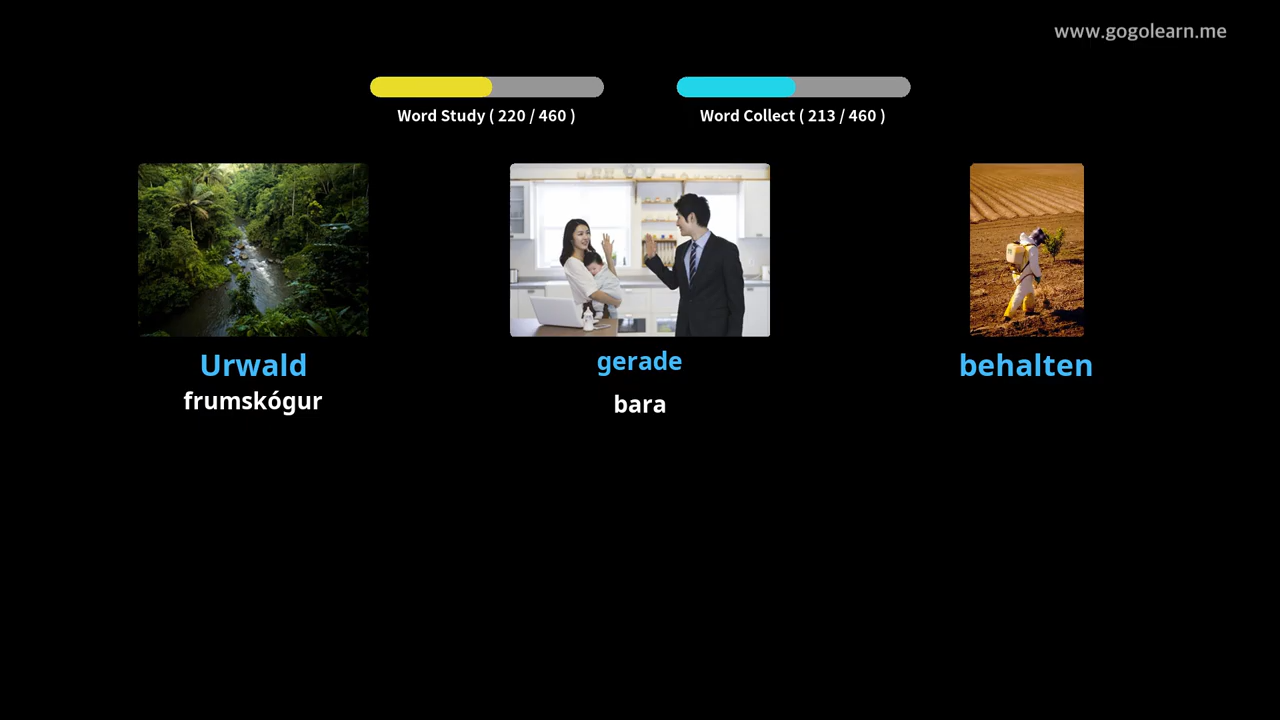 www.gogolearn.me
Word Study ( 220 / 460 )
Word Collect ( 213 / 460 )
Urwald
frumskógur
gerade
bara
behalten